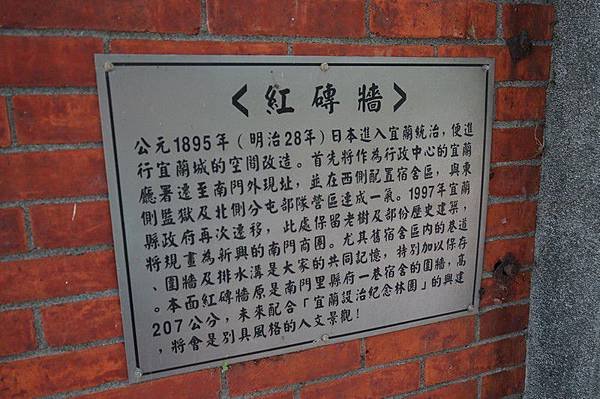 <紅磚牆>
公元1895年(明治28年)日本進入宜蘭統治,便進
行宜蘭城的空間改造。首先將作為行政中心的宜蘭
廳署遷至南門外現址,並在西側配置宿舍區,與東
側監獄及北側分屯部隊營區連成一氣。1997年宜蘭
縣政府再次遷移,此處保留老樹及部份歷史建築,
將規畫為新興的南門商圈。尤其舊宿舍區內的巷道
、圍牆及排水溝是大家的共同記憶,特別加以保存
。本面紅磚牆原是南門里縣府一巷宿舍的圍牆,高
207公分,未來配合「宜蘭設治紀念林園」的興建
,將會是別具風格的人文景觀!